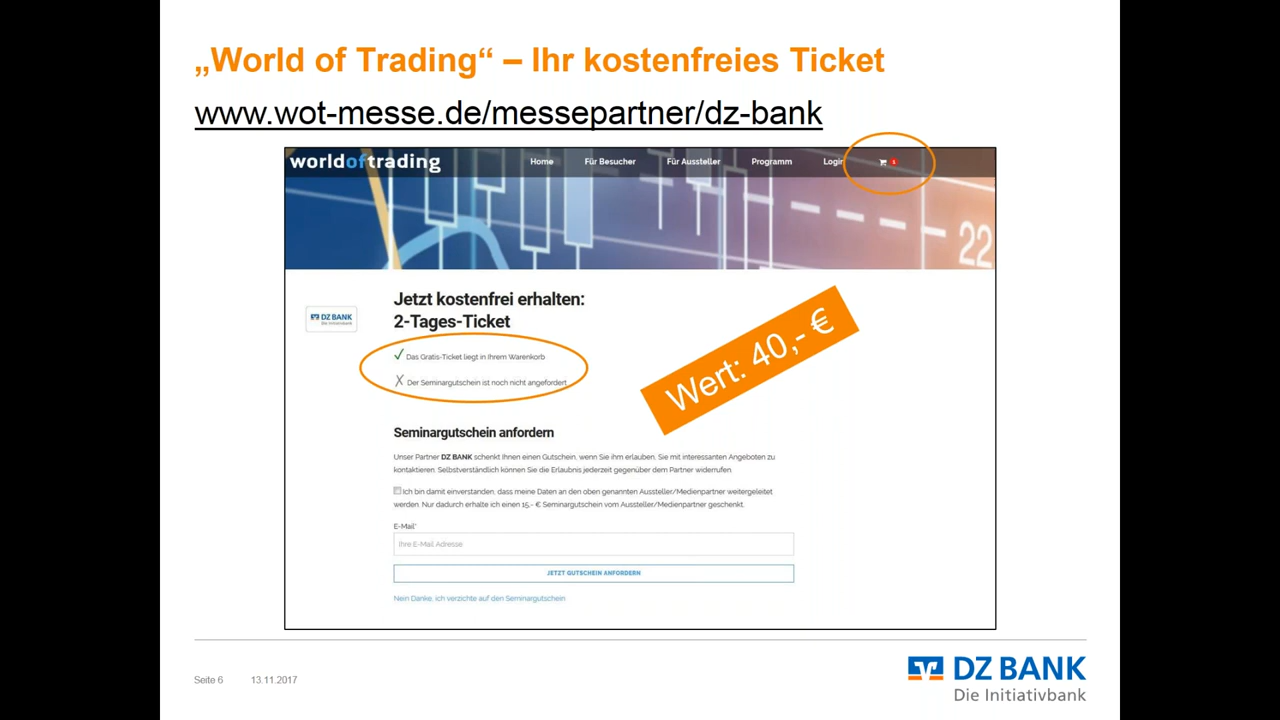 „World of Trading“ – Ihr kostenfreies Ticket
www.wot-messe.de/messepartner/dz-bank
worldoftrading Home Für Besucher Für Aussteller Programm Login 1
22
DZ BANK
Die Initiativbank
Jetzt kostenfrei erhalten:
2-Tages-Ticket
Das Gratis-Ticket liegt in Ihrem Warenkorb
Der Seminargutschein ist noch nicht angefordert
Wert: 40,- €
Seminargutschein anfordern
Unser Partner DZ BANK schenkt Ihnen einen Gutschein, wenn Sie ihm erlauben, Sie mit interessanten Angeboten zu
kontaktieren. Selbstverständlich können Sie die Erlaubnis jederzeit gegenüber dem Partner widerrufen
Ich bin damit einverstanden, dass meine Daten an den oben genannten Aussteller/Medienpartner weitergeleitet
werden. Nur dadurch erhalte ich einen 15,- € Seminargutschein vom Aussteller/Medienpartner geschenkt.
E-Mail*
Ihre E-Mail Adresse
JETZT GUTSCHEIN ANFORDERN
Nein Danke, ich verzichte auf den Seminargutschein
Seite 6 13.11.2017
DZ BANK
Die Initiativbank